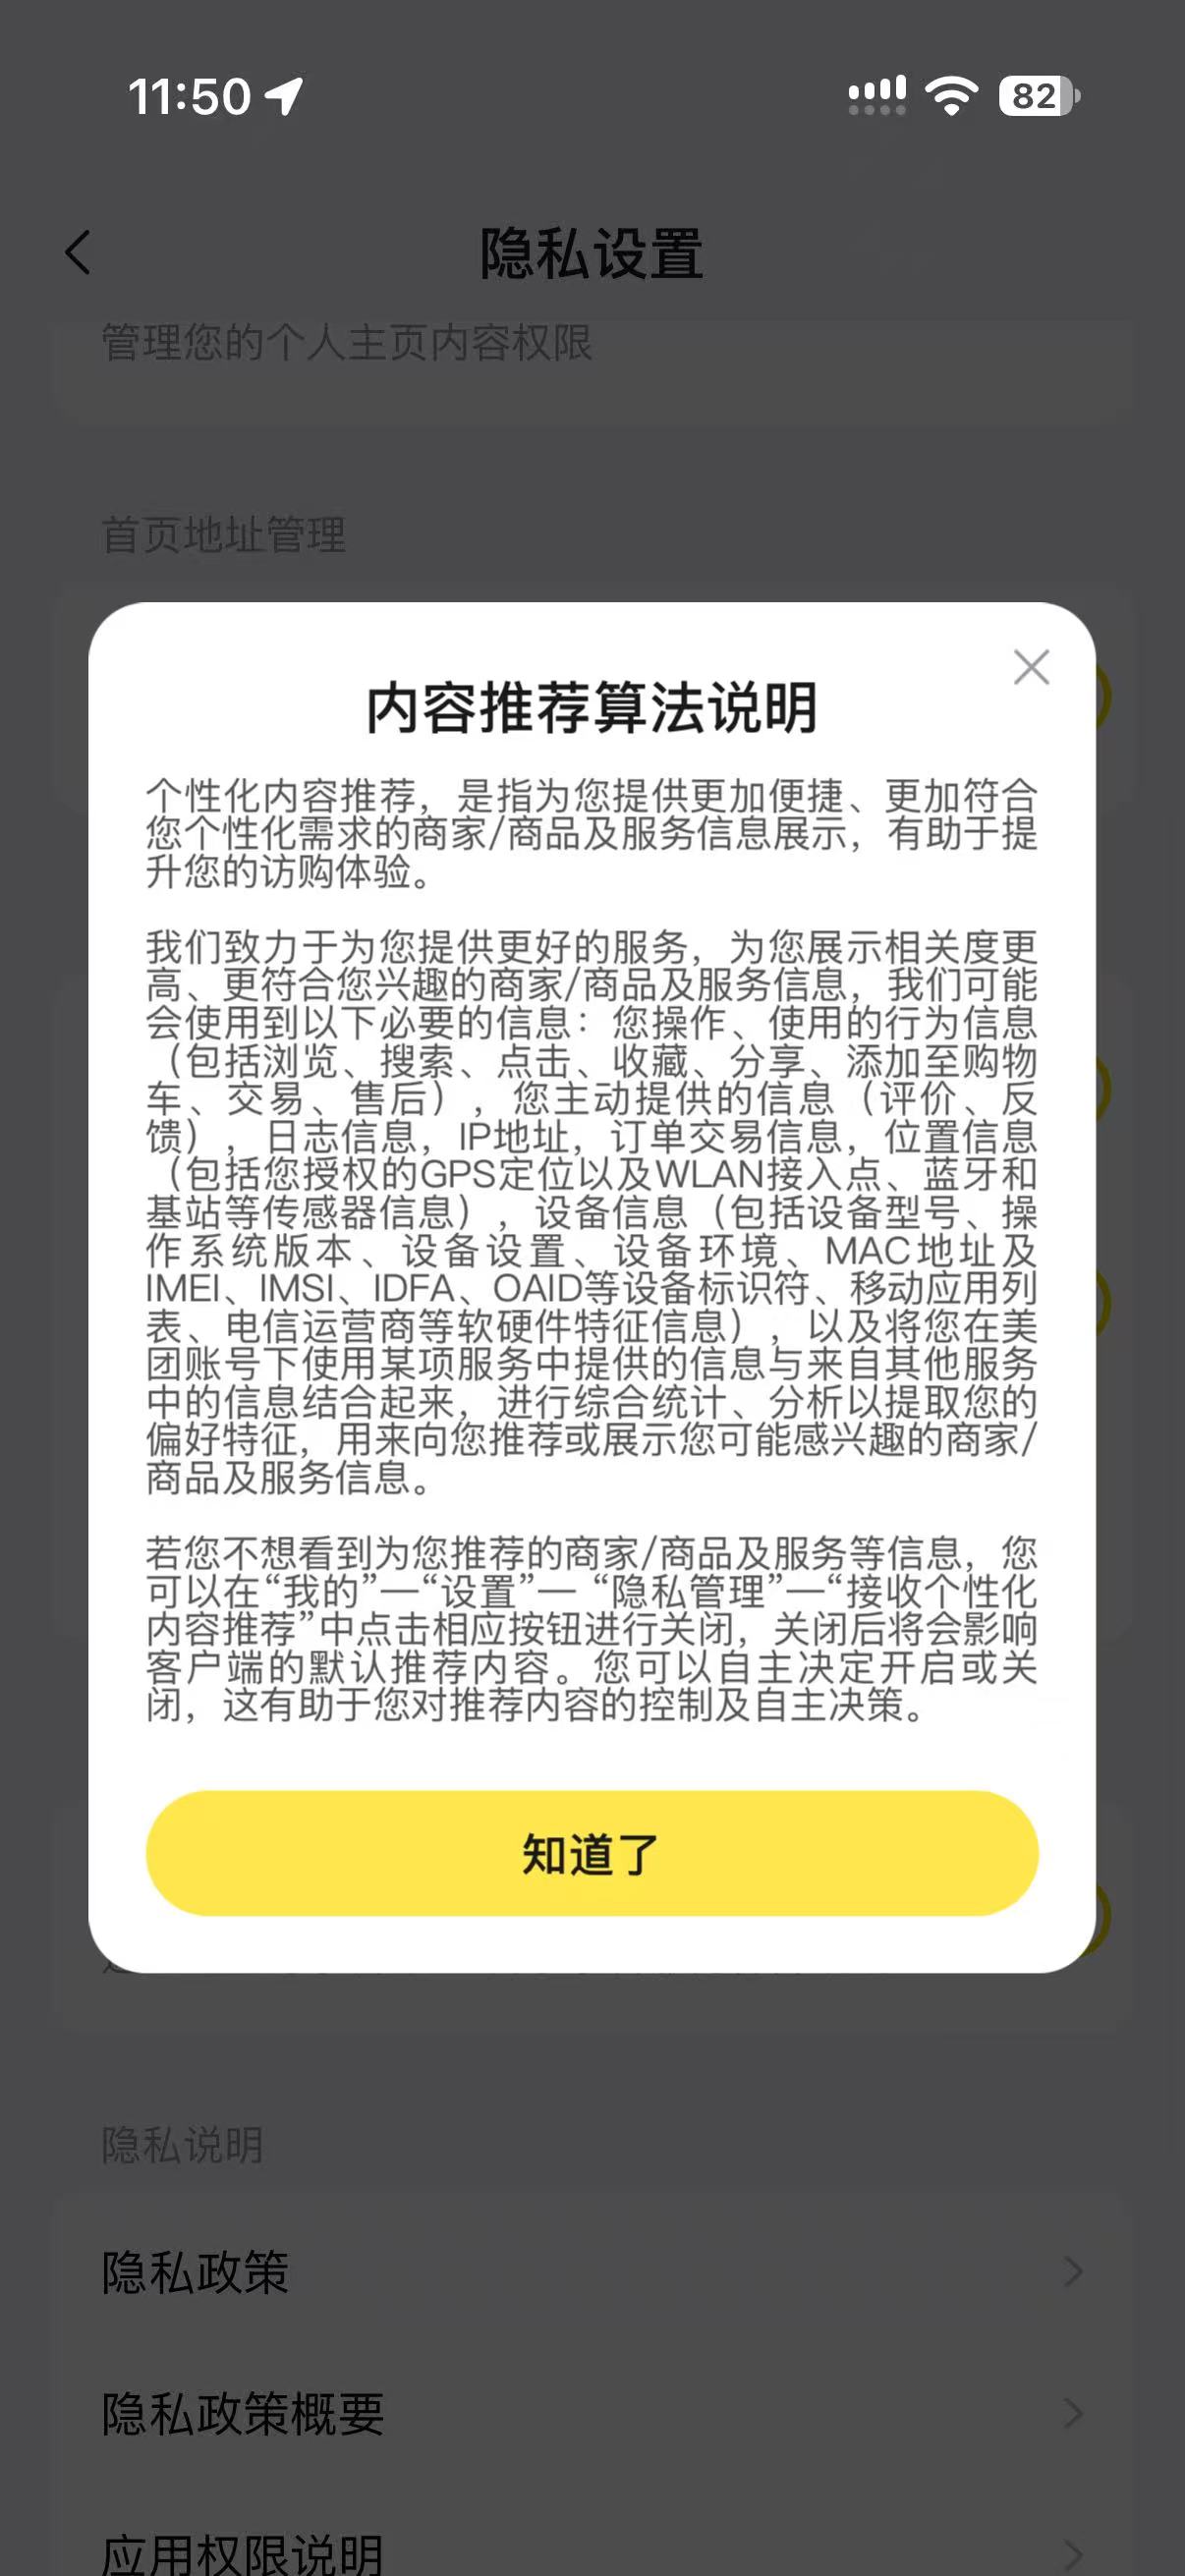 11:50
82
隐私设置
管理您的个人主页内容权限
首页地址管理
内容推荐算法说明
个性化内容推荐，是指为您提供更加便捷、更加符合
您个性化需求的商家/商品及服务信息展示，有助于提
升您的访购体验。
我们致力于为您提供更好的服务，为您展示相关度更
高、更符合您兴趣的商家/商品及服务信息，我们可能
会使用到以下必要的信息：您操作、使用的行为信息
（包括浏览、搜索、点击、收藏、分享、添加至购物
车、交易、售后），您主动提供的信息（评价、反
馈），日志信息，IP地址，订单交易信息，位置信息
（包括您授权的GPS定位以及WLAN接入点、蓝牙和
基站等传感器信息），设备信息（包括设备型号、操
作系统版本、设备设置、设备环境、MAC地址及
IMEI、IMSI、IDFA、OAID等设备标识符、移动应用列
表、电信运营商等软硬件特征信息），以及将您在美
团账号下使用某项服务中提供的信息与来自其他服务
中的信息结合起来，进行综合统计、分析以提取您的
偏好特征，用来向您推荐或展示您可能感兴趣的商家/
商品及服务信息。
若您不想看到为您推荐的商家/商品及服务等信息，您
可以在“我的”—“设置”— “隐私管理”—“接收个性化
内容推荐”中点击相应按钮进行关闭，关闭后将会影响
客户端的默认推荐内容。您可以自主决定开启或关
闭，这有助于您对推荐内容的控制及自主决策。
知道了
隐私说明
隐私政策
隐私政策概要
应用权限说明